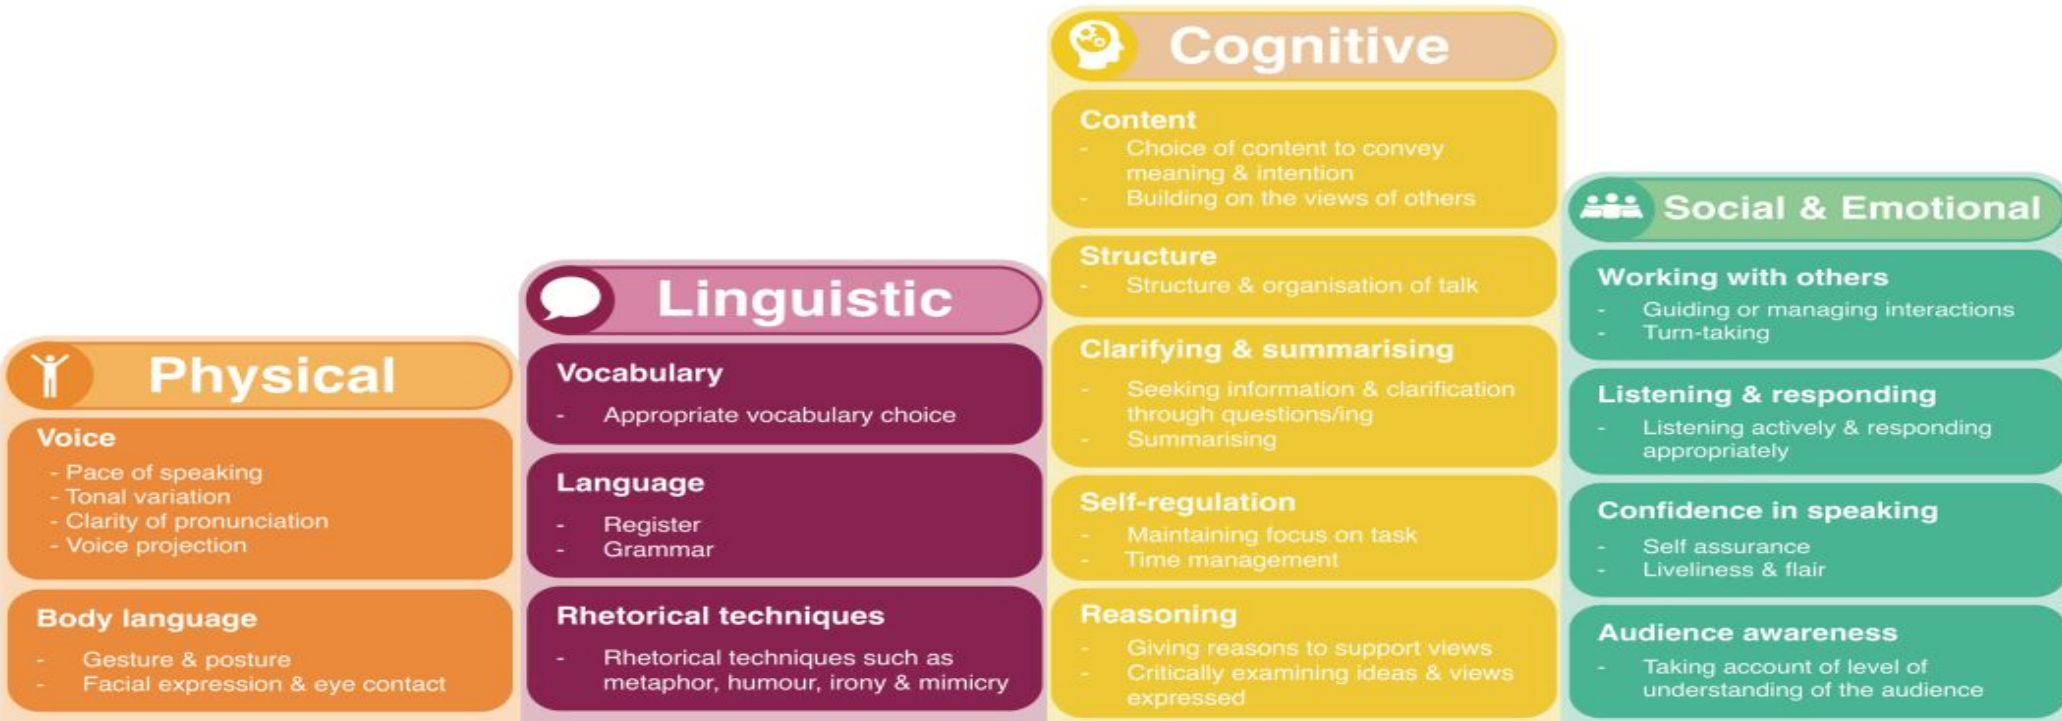 Physical
Voice
- Pace of speaking
- Tonal variation
- Clarity of pronunciation
- Voice projection
Body language
- Gesture & posture
- Facial expression & eye contact
Linguistic
Vocabulary
- Appropriate vocabulary choice
Language
- Register
- Grammar
Rhetorical techniques
- Rhetorical techniques such as
metaphor, humour, irony & mimicry
Cognitive
Content
- Choice of content to convey
meaning & intention
- Building on the views of others
Structure
- Structure & organisation of talk
Clarifying & summarising
- Seeking information & clarification
through questions/ing
- Summarising
Self-regulation
- Maintaining focus on task
- Time management
Reasoning
- Giving reasons to support views
- Critically examining ideas & views
expressed
Social & Emotional
Working with others
- Guiding or managing interactions
- Turn-taking
Listening & responding
- Listening actively & responding
appropriately
Confidence in speaking
- Self assurance
- Liveliness & flair
Audience awareness
- Taking account of level of
understanding of the audience